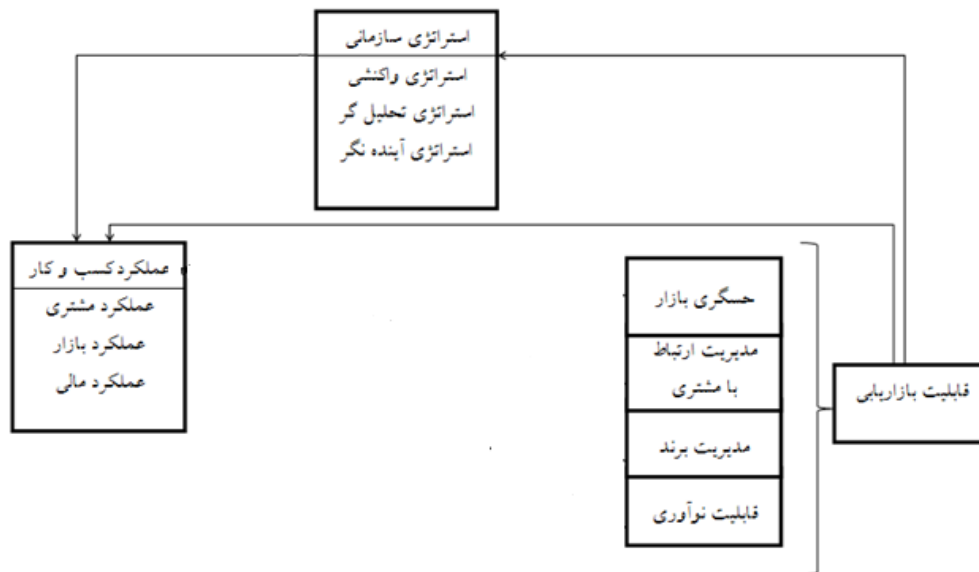 استراتژی سازمانی
استراتژی واکنشی
استراتژی تحلیل گر
استراتژی آینده نگر
حسگری بازار
مدیریت ارتباط
با مشتری
مدیریت برند
قابلیت نوآوری
قابلیت بازاریابی
عملکرد کسب و کار
عملکرد مشتری
عملکرد بازار
عملکرد مالی